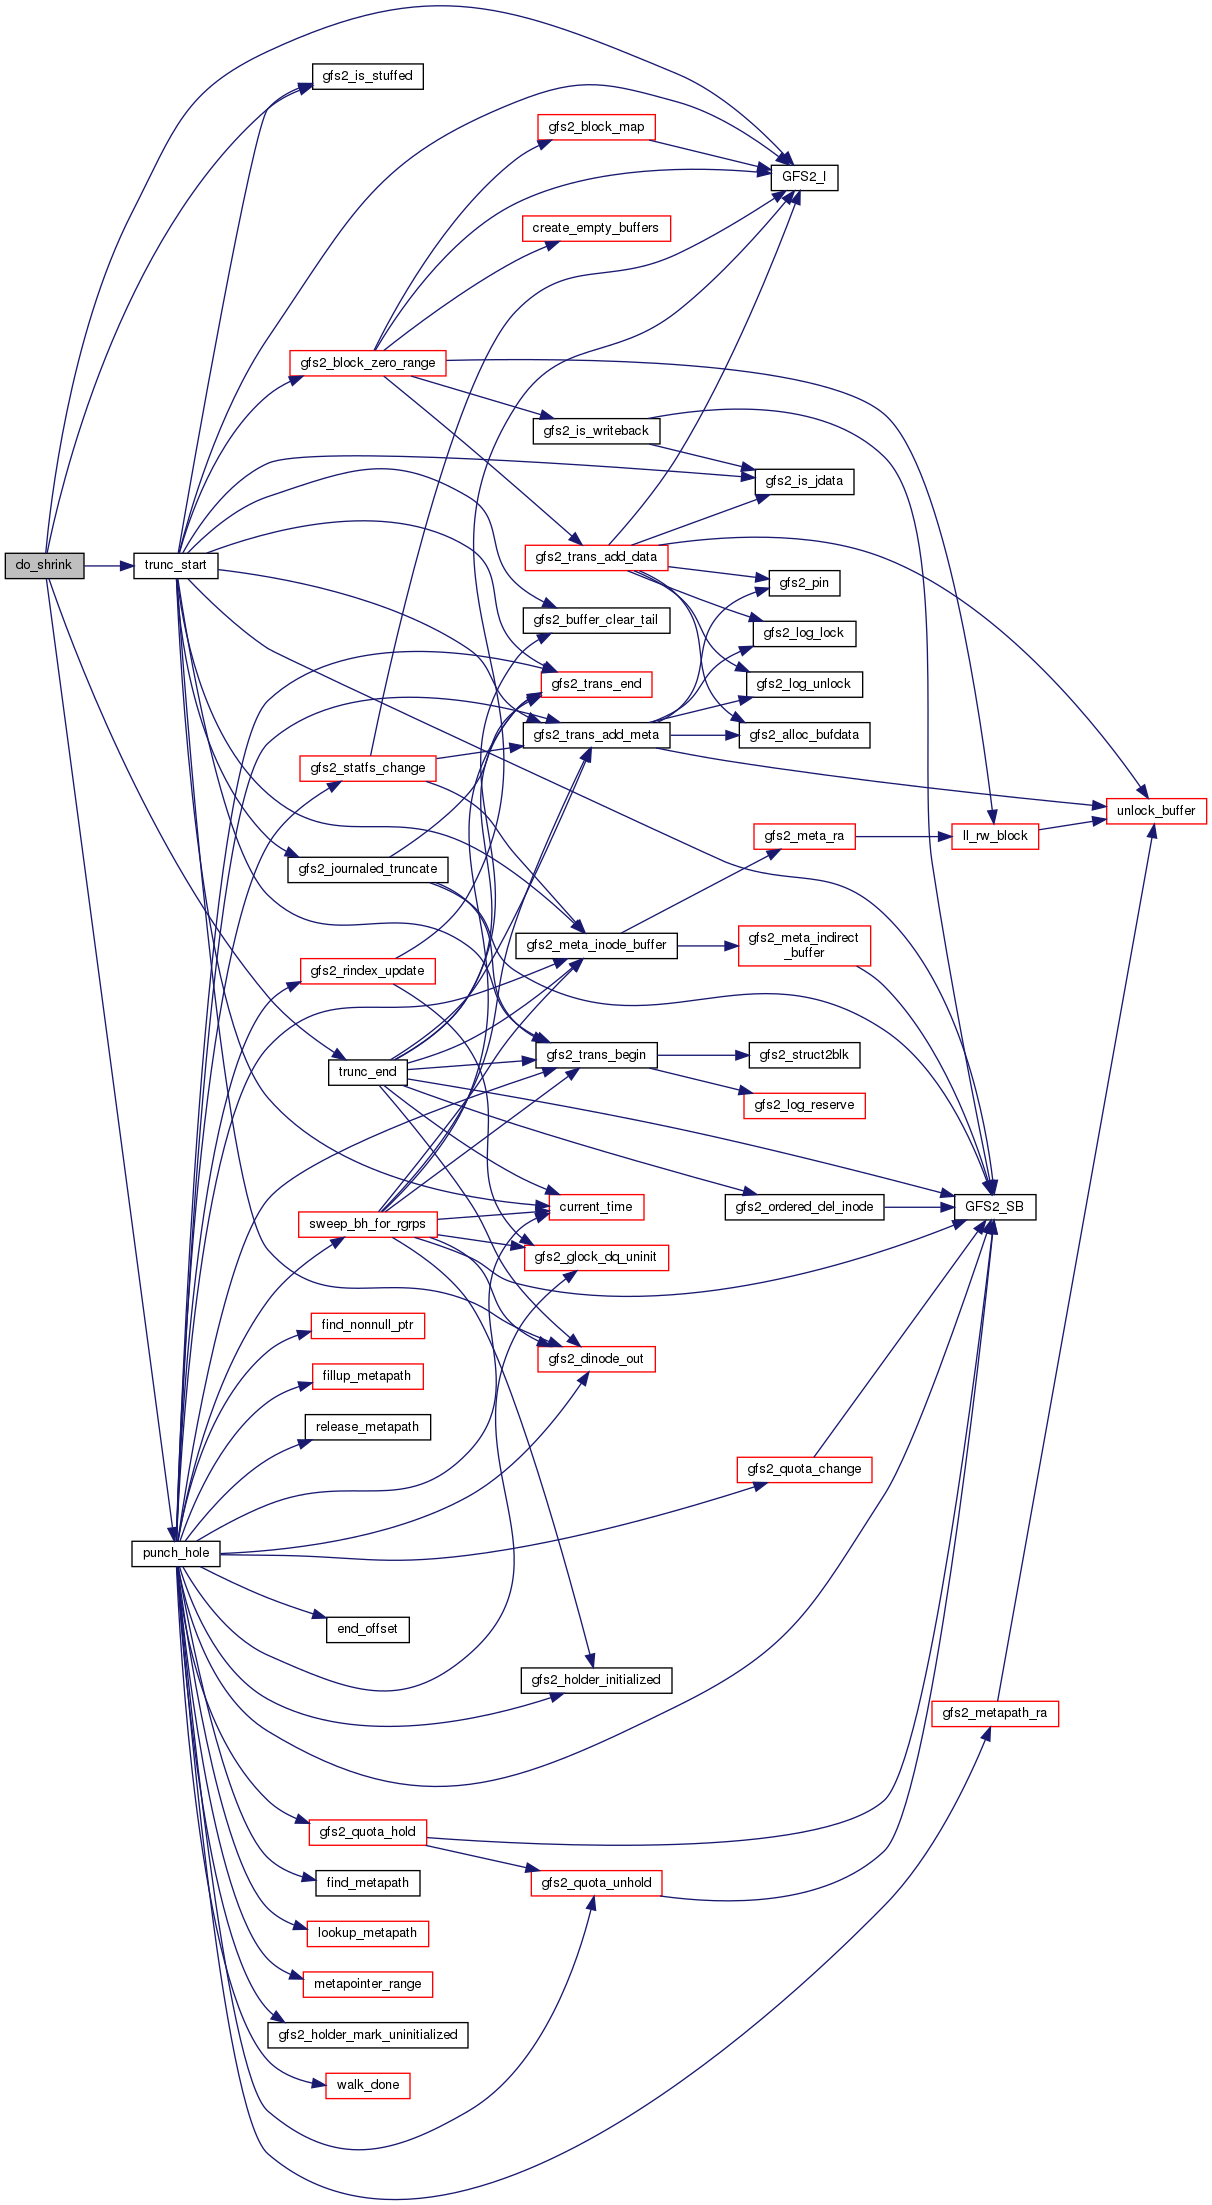 gfs2_is_stuffed
gfs2_block_map
GFS2_I
create_empty_buffers
gfs2_block_zero_range
gfs2_is_writeback
gfs2_is_jdata
do_shrink
trunc_start
gfs2_trans_add_data
gfs2_pin
gfs2_buffer_clear_tail
gfs2_log_lock
gfs2_trans_end
gfs2_log_unlock
gfs2_trans_add_meta
gfs2_alloc_bufdata
gfs2_statfs_change
unlock_buffer
gfs2_meta_ra
ll_rw_block
gfs2_journaled_truncate
gfs2_meta_inode_buffer
gfs2_meta_indirect
_buffer
gfs2_rindex_update
gfs2_trans_begin
gfs2_struct2blk
trunc_end
gfs2_log_reserve
current_time
gfs2_ordered_del_inode
GFS2_SB
sweep_bh_for_rgrps
gfs2_glock_dq_uninit
find_nonnull_ptr
gfs2_dinode_out
fillup_metapath
release_metapath
gfs2_quota_change
punch_hole
end_offset
gfs2_holder_initialized
gfs2_metapath_ra
gfs2_quota_hold
find_metapath
gfs2_quota_unhold
lookup_metapath
metapointer_range
gfs2_holder_mark_uninitialized
walk_done